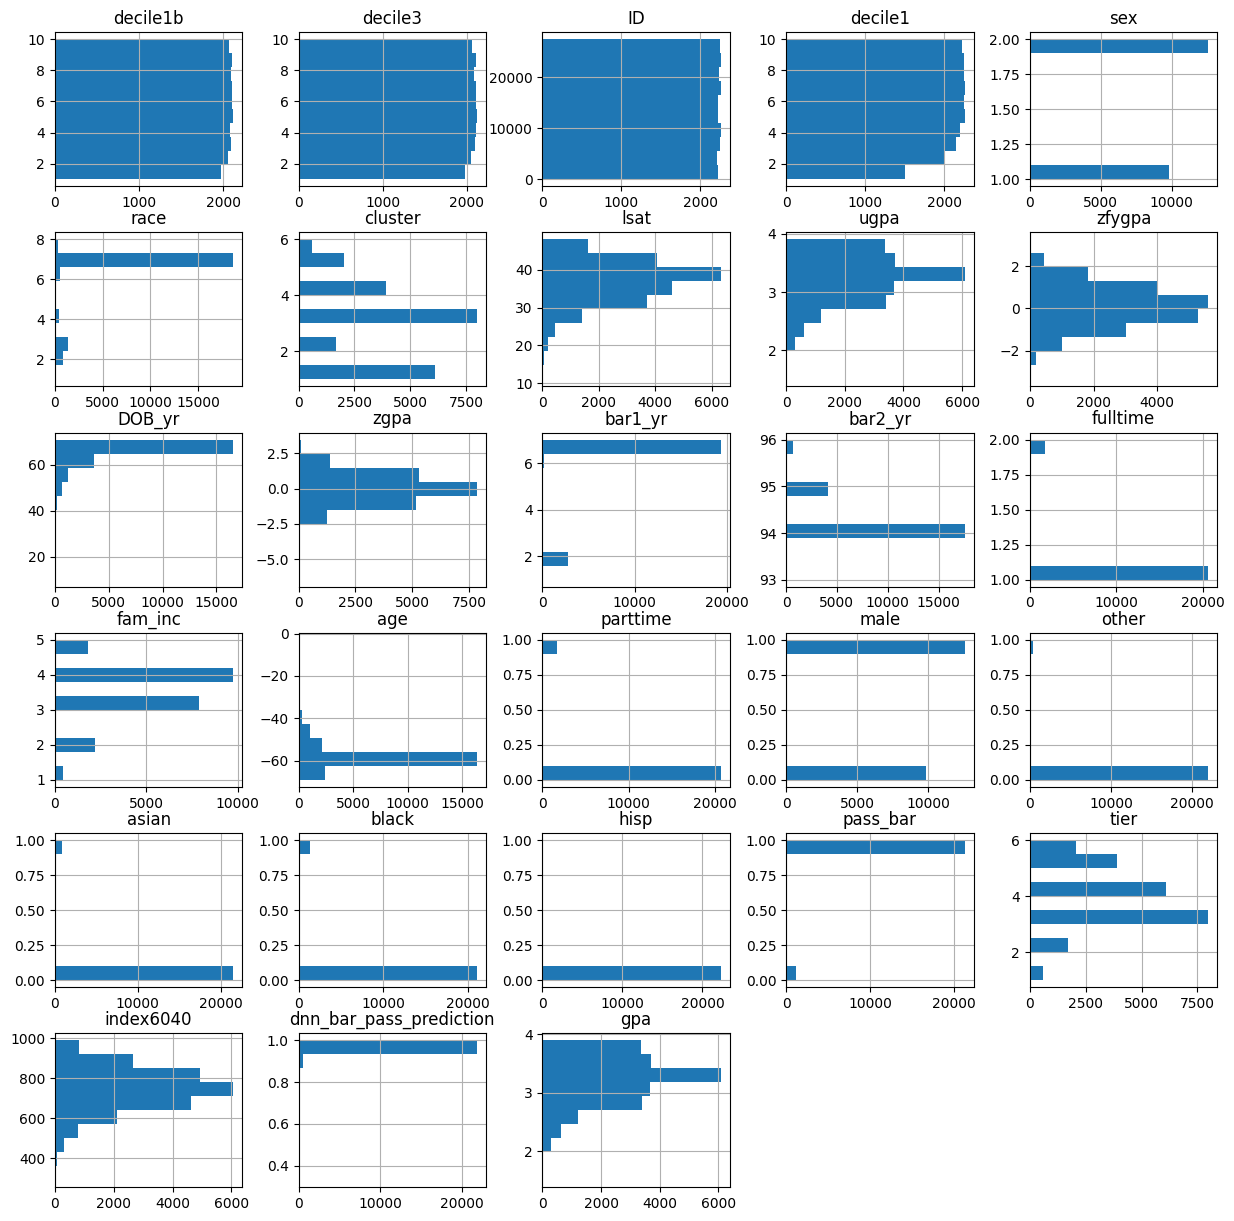 decile1b
10
8
6
4
2
0 1000 2000
decile3
10
8
6
4
2
0 1000 2000
ID
20000
10000
0
0 1000 2000
decile1
10
8
6
4
2
0 1000 2000
sex
2.00
1.75
1.50
1.25
1.00
0 5000 10000
race
8
6
4
2
0 5000 10000 15000
cluster
6
4
2
0 2500 5000 7500
lsat
40
30
20
10
0 2000 4000 6000
ugpa
4
3
2
0 2000 4000 6000
zfygpa
2
0
−2
0 2000 4000
DOB_yr
60
40
20
0 5000 10000 15000
zgpa
2.5
0.0
−2.5
−5.0
0 2500 5000 7500
bar1_yr
6
4
2
0 10000 20000
bar2_yr
96
95
94
93
0 5000 10000 15000
fulltime
2.00
1.75
1.50
1.25
1.00
0 10000 20000
fam_inc
5
4
3
2
1
0 5000 10000
age
0
−20
−40
−60
0 5000 10000 15000
parttime
1.00
0.75
0.50
0.25
0.00
0 10000 20000
male
1.00
0.75
0.50
0.25
0.00
0 5000 10000
other
1.00
0.75
0.50
0.25
0.00
0 10000 20000
asian
1.00
0.75
0.50
0.25
0.00
0 10000 20000
black
1.00
0.75
0.50
0.25
0.00
0 10000 20000
hisp
1.00
0.75
0.50
0.25
0.00
0 10000 20000
pass_bar
1.00
0.75
0.50
0.25
0.00
0 10000 20000
tier
6
4
2
0 2500 5000 7500
index6040
1000
800
600
400
0 2000 4000 6000
dnn_bar_pass_prediction
1.0
0.8
0.6
0.4
0 10000 20000
gpa
4
3
2
0 2000 4000 6000